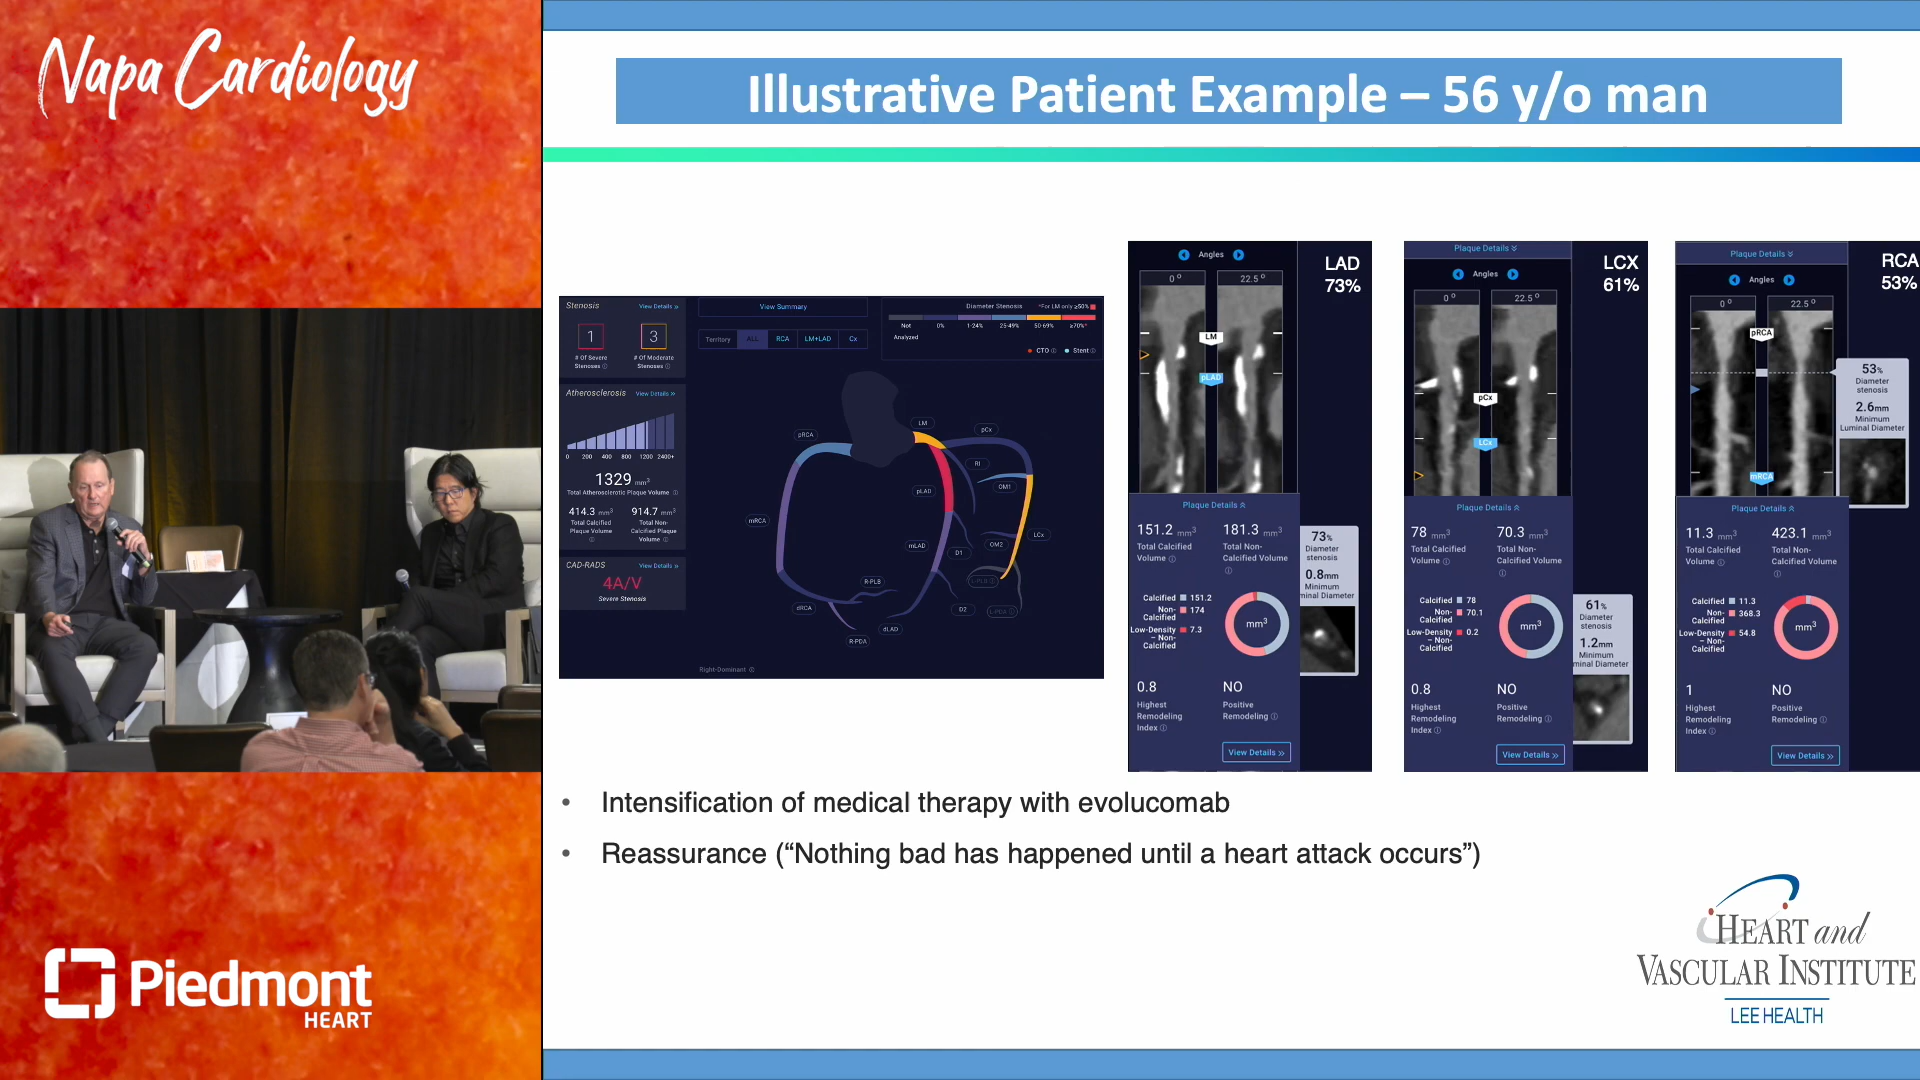 Napa Cardiology
Piedmont
HEART
Illustrative Patient Example – 56 y/o man
Stenosis
View Details »
1
3
# Of Severe
Stenoses
# Of Moderate
Stenoses
Atherosclerosis
View Details »
0 200 400 800 1200 2400+
1329 mm³
Total Atherosclerotic Plaque Volume
414.3 mm³
Total Calcified
Plaque Volume
914.7 mm³
Total Non-
Calcified Plaque
Volume
CAD-RADS
View Details »
4A/V
Severe Stenosis
View Summary
Territory ALL RCA LM+LAD Cx
Diameter Stenosis *For LM only ≥50%
Not
Analyzed
0% 1-24% 25-49% 50-69% ≥70%*
CTO Stent
LM
pCx
pRCA
RI
OM1
pLAD
mRCA
LCx
mLAD
OM2
D1
R-PLB
L-PLB
dRCA
D2
L-PDA
dLAD
R-PDA
Right-Dominant
Angles
0°
22.5°
LAD
73%
LM
pLAD
Plaque Details
151.2 mm³
Total Calcified
Volume
181.3 mm³
Total Non-
Calcified Volume
Calcified 151.2
Non-
Calcified 174
Low-Density
– Non-
Calcified 7.3
mm³
73%
Diameter
stenosis
0.8mm
Minimum
minal Diameter
0.8
Highest
Remodeling
Index
NO
Positive
Remodeling
View Details »
Plaque Details
Angles
0°
22.5°
LCX
61%
pCx
LCx
Plaque Details
78 mm³
Total Calcified
Volume
70.3 mm³
Total Non-
Calcified Volume
Calcified 78
Non-
Calcified 70.1
Low-Density
– Non-
Calcified 0.2
mm³
61%
Diameter
stenosis
1.2mm
Minimum
minal Diameter
0.8
Highest
Remodeling
Index
NO
Positive
Remodeling
View Details »
Plaque Details
Angles
0°
22.5°
RCA
53%
pRCA
mRCA
53%
Diameter
stenosis
2.6mm
Minimum
Luminal Diameter
Plaque Details
11.3 mm³
Total Calcified
Volume
423.1 mm³
Total Non-
Calcified Volume
Calcified 11.3
Non-
Calcified 368.3
Low-Density
– Non-
Calcified 54.8
mm³
1
Highest
Remodeling
Index
NO
Positive
Remodeling
View Details »
• Intensification of medical therapy with evolucomab
• Reassurance (“Nothing bad has happened until a heart attack occurs”)
HEART and
VASCULAR INSTITUTE
LEE HEALTH